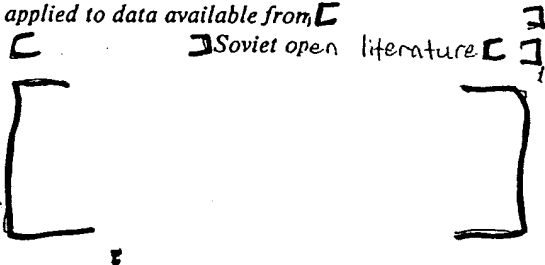 applied to data available from [ ]
[ ] Soviet open literature [ ]